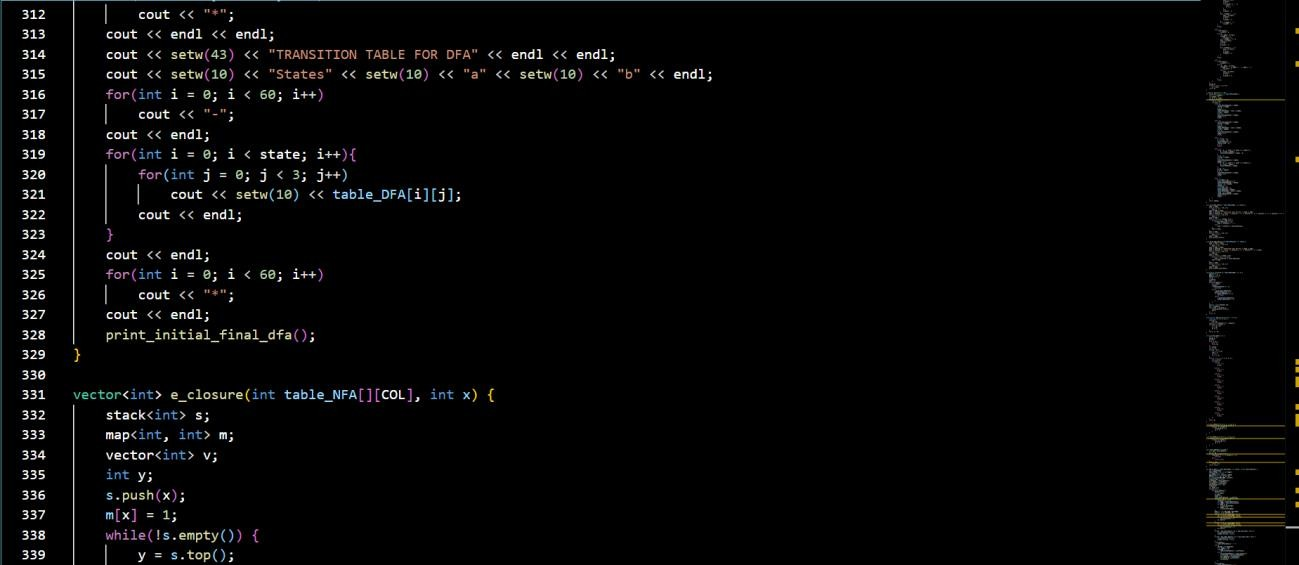 312 cout << "*";
313 cout << endl << endl;
314 cout << setw(43) << "TRANSITION TABLE FOR DFA" << endl << endl;
315 cout << setw(10) << "States" << setw(10) << "a" << setw(10) << "b" << endl;
316 for(int i = 0; i < 60; i++)
317 cout << "-";
318 cout << endl;
319 for(int i = 0; i < state; i++){
320 for(int j = 0; j < 3; j++)
321 cout << setw(10) << table_DFA[i][j];
322 cout << endl;
323 }
324 cout << endl;
325 for(int i = 0; i < 60; i++)
326 cout << "*";
327 cout << endl;
328 print_initial_final_dfa();
329 }
330
331 vector<int> e_closure(int table_NFA[][COL], int x) {
332 stack<int> s;
333 map<int, int> m;
334 vector<int> v;
335 int y;
336 s.push(x);
337 m[x] = 1;
338 while(!s.empty()) {
339 y = s.top();